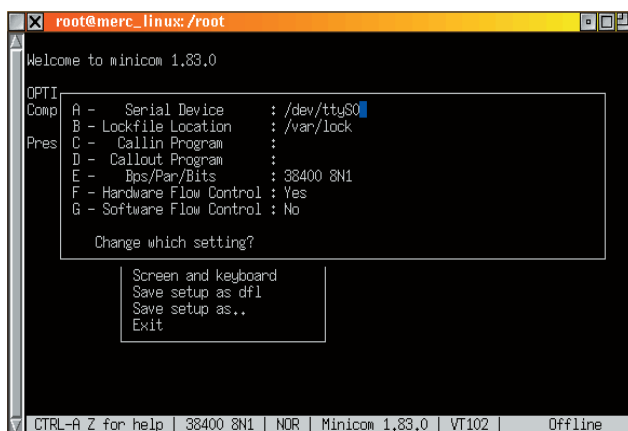 root@merc_linux: /root
Welcome to minicom 1.83.0
OPTI
Comp
A - Serial Device : /dev/ttyS0
B - Lockfile Location : /var/lock
Pres
C - Callin Program :
D - Callout Program :
E - Bps/Par/Bits : 38400 8N1
F - Hardware Flow Control : Yes
G - Software Flow Control : No
Change which setting?
Screen and keyboard
Save setup as dfl
Save setup as..
Exit
CTRL-A Z for help | 38400 8N1 | NOR | Minicom 1.83.0 | VT102 | Offline